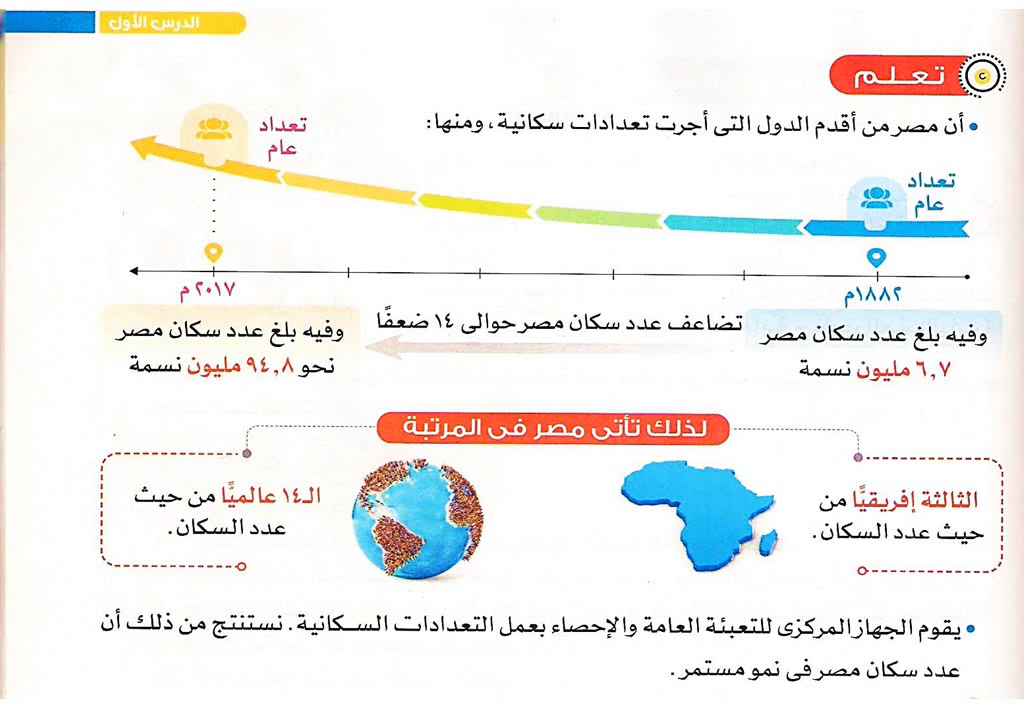 الدرس الأول
تعلم
• أن مصر من أقدم الدول التى أجرت تعدادات سكانية، ومنها:
تعداد
عام
تعداد
عام
١٨٨٢م
٢٠١٧م
وفيه بلغ عدد سكان مصر
٦,٧ مليون نسمة
تضاعف عدد سكان مصر حوالى ١٤ ضعفًا
وفيه بلغ عدد سكان مصر
نحو ٩٤,٨ مليون نسمة
لذلك تأتى مصر فى المرتبة
الثالثة إفريقيًّا من
حيث عدد السكان.
الـ١٤ عالميًّا من حيث
عدد السكان.
• يقوم الجهاز المركزى للتعبئة العامة والإحصاء بعمل التعدادات السكانية. نستنتج من ذلك أن
عدد سكان مصر فى نمو مستمر.